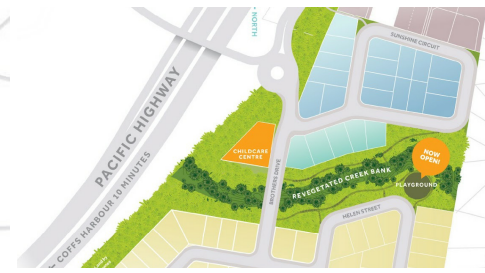 NORTH
SUNSHINE CIRCUIT
PACIFIC HIGHWAY
COFFS HARBOUR 10 MINUTES
CHILDCARE
CENTRE
BROTHERS DRIVE
NOW
OPEN!
REVEGETATED CREEK BANK
PLAYGROUND
HELEN STREET